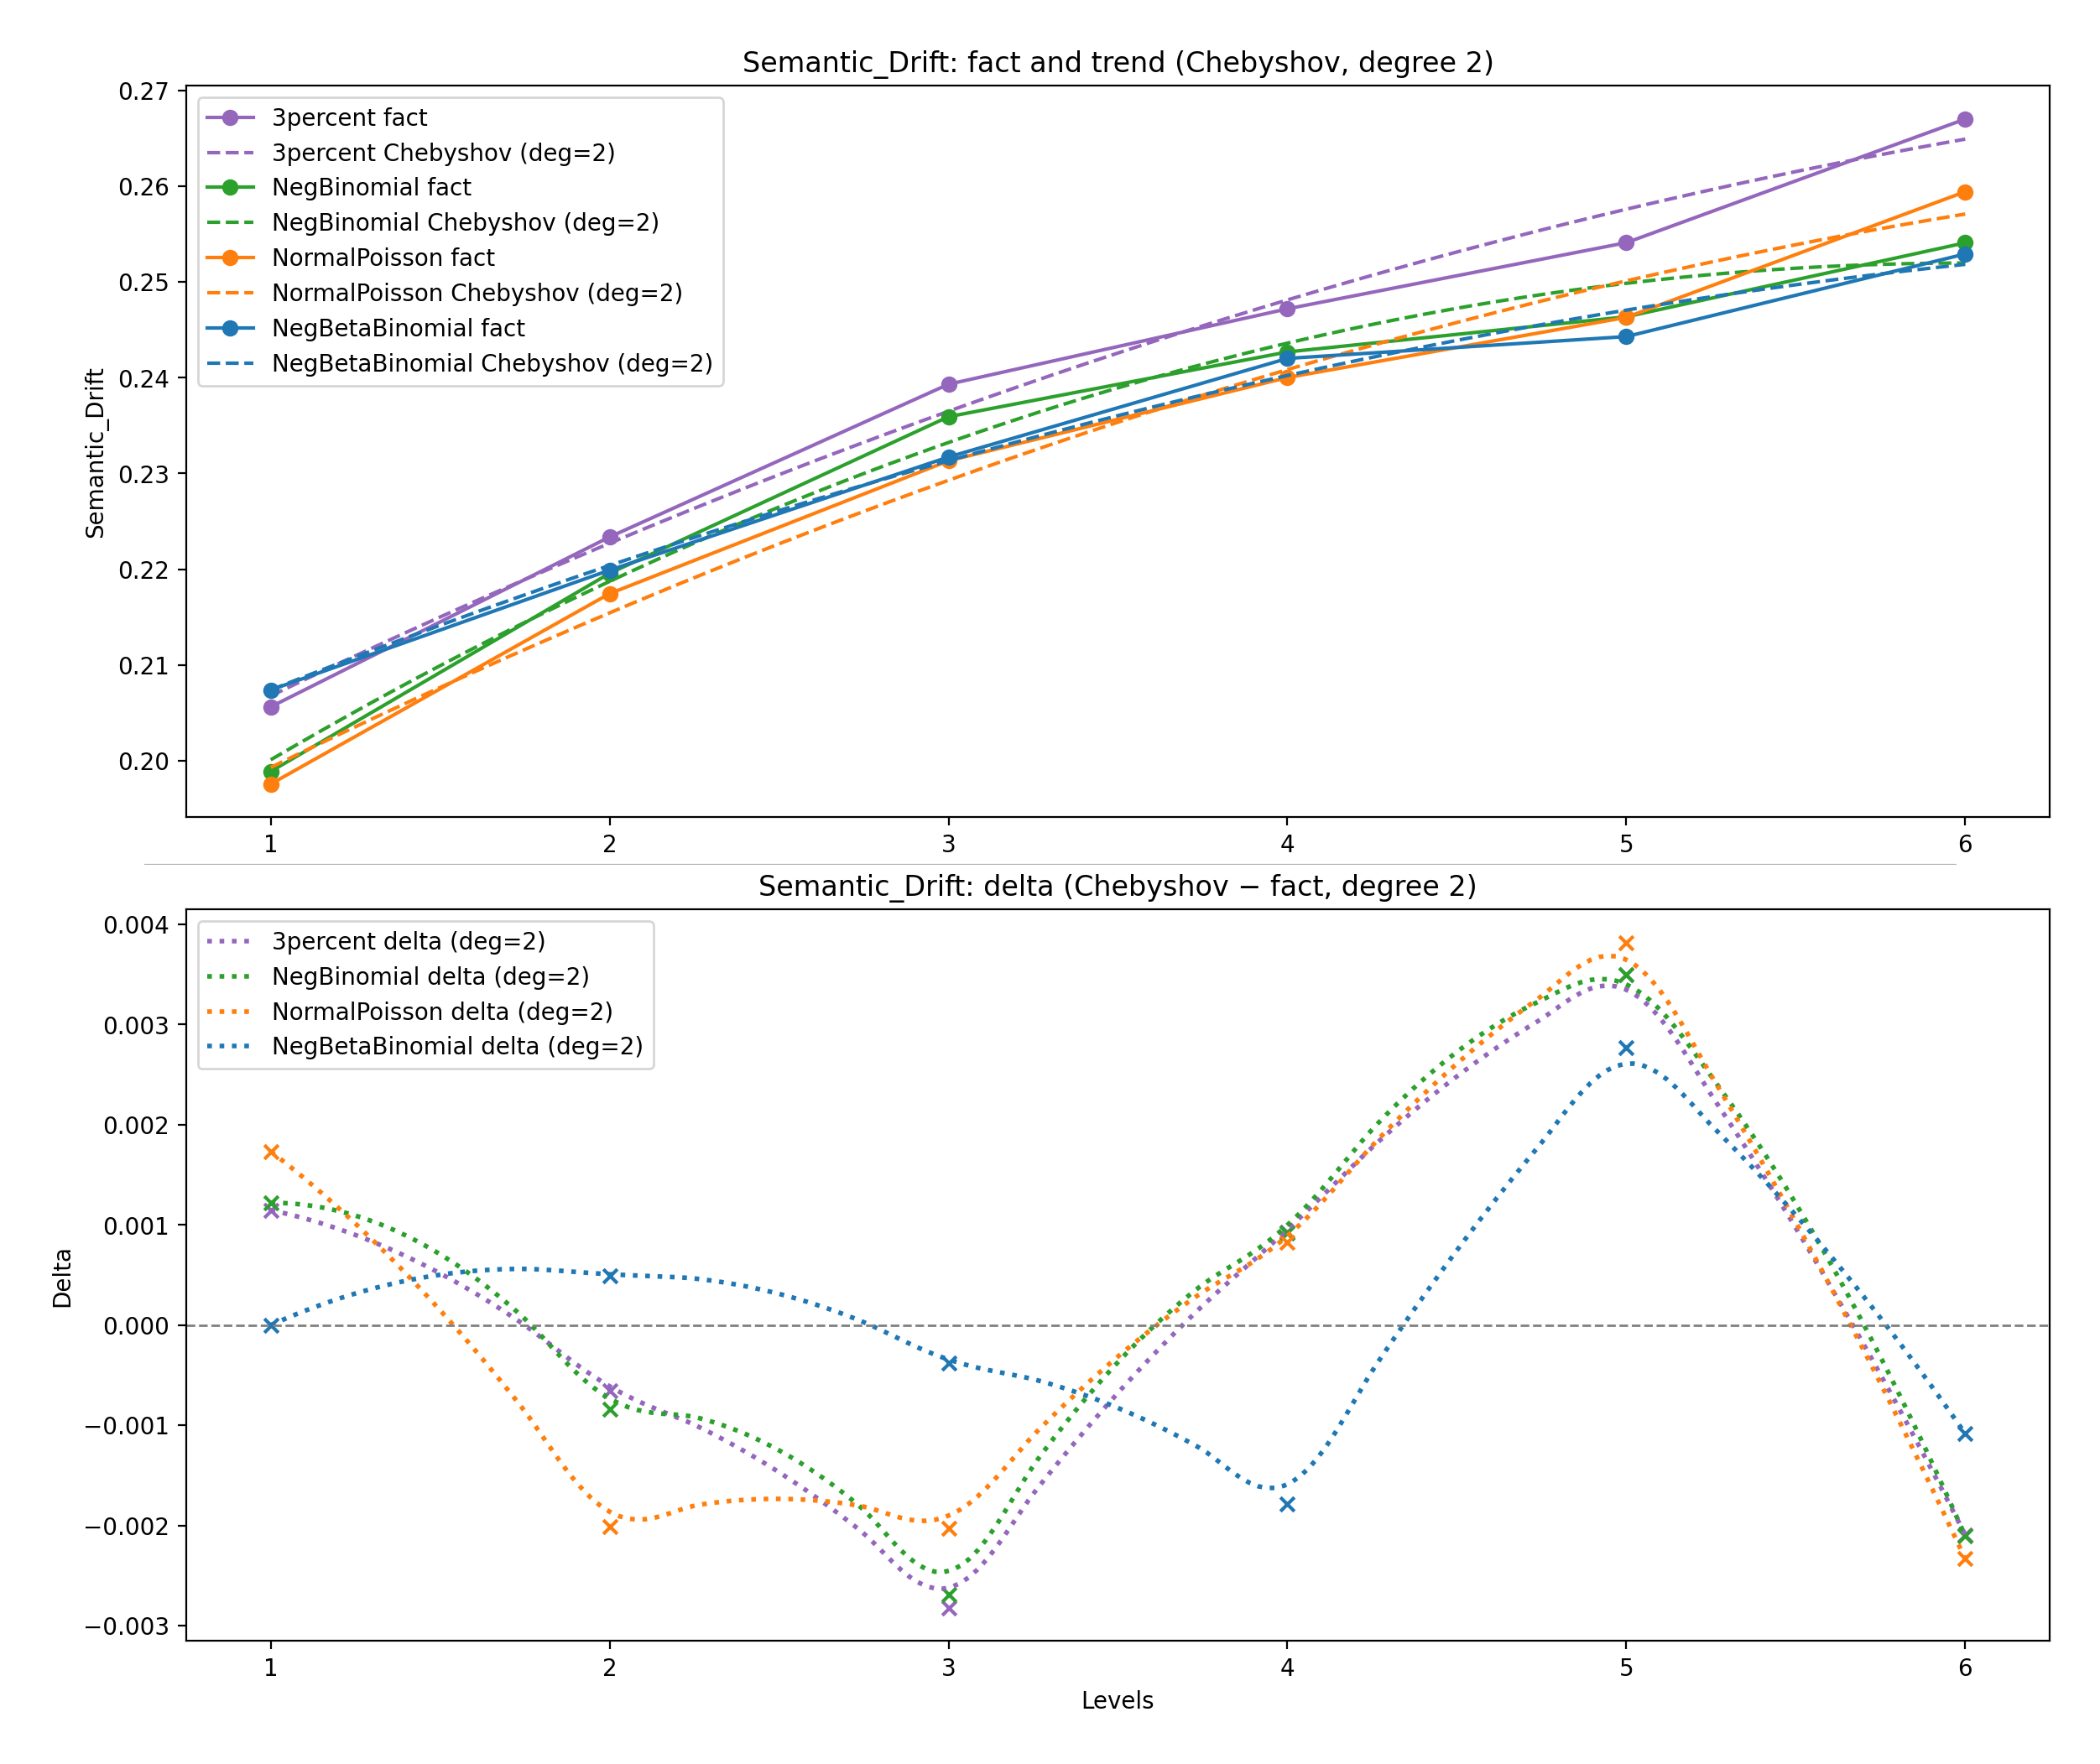 Semantic_Drift: fact and trend (Chebyshov, degree 2)
Semantic_Drift
0.27
0.26
0.25
0.24
0.23
0.22
0.21
0.20
3percent fact
3percent Chebyshov (deg=2)
NegBinomial fact
NegBinomial Chebyshov (deg=2)
NormalPoisson fact
NormalPoisson Chebyshov (deg=2)
NegBetaBinomial fact
NegBetaBinomial Chebyshov (deg=2)
1 2 3 4 5 6
Semantic_Drift: delta (Chebyshov − fact, degree 2)
Delta
0.004
0.003
0.002
0.001
0.000
−0.001
−0.002
−0.003
3percent delta (deg=2)
NegBinomial delta (deg=2)
NormalPoisson delta (deg=2)
NegBetaBinomial delta (deg=2)
1 2 3 4 5 6
Levels